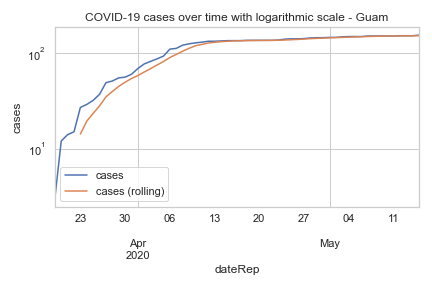 COVID-19 cases over time with logarithmic scale - Guam
10²
10¹
cases
cases
cases (rolling)
23 30 06 13 20 27 04 11
Apr May
2020
dateRep